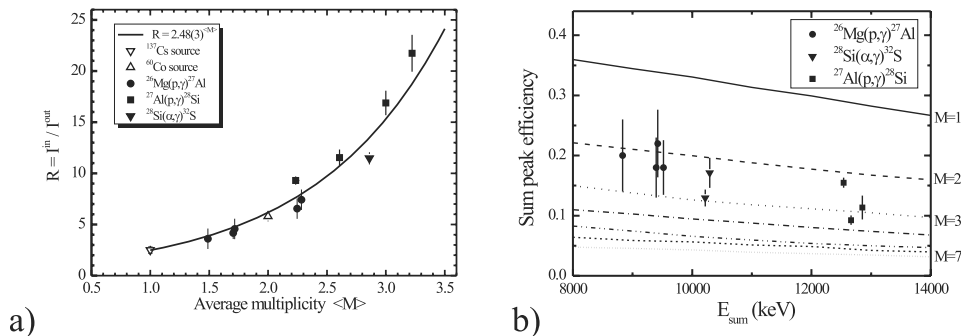 R = 2.48(3)^<M>
¹³⁷Cs source
⁶⁰Co source
²⁶Mg(p,γ)²⁷Al
²⁷Al(p,γ)²⁸Si
²⁸Si(α,γ)³²S
R = I^in / I^out
25
20
15
10
5
0
0.5 1.0 1.5 2.0 2.5 3.0 3.5
Average multiplicity <M>
a)
²⁶Mg(p,γ)²⁷Al
²⁸Si(α,γ)³²S
²⁷Al(p,γ)²⁸Si
Sum peak efficiency
0.4
0.3
0.2
0.1
0.0
M=1
M=2
M=3
M=7
8000 10000 12000 14000
E_sum (keV)
b)